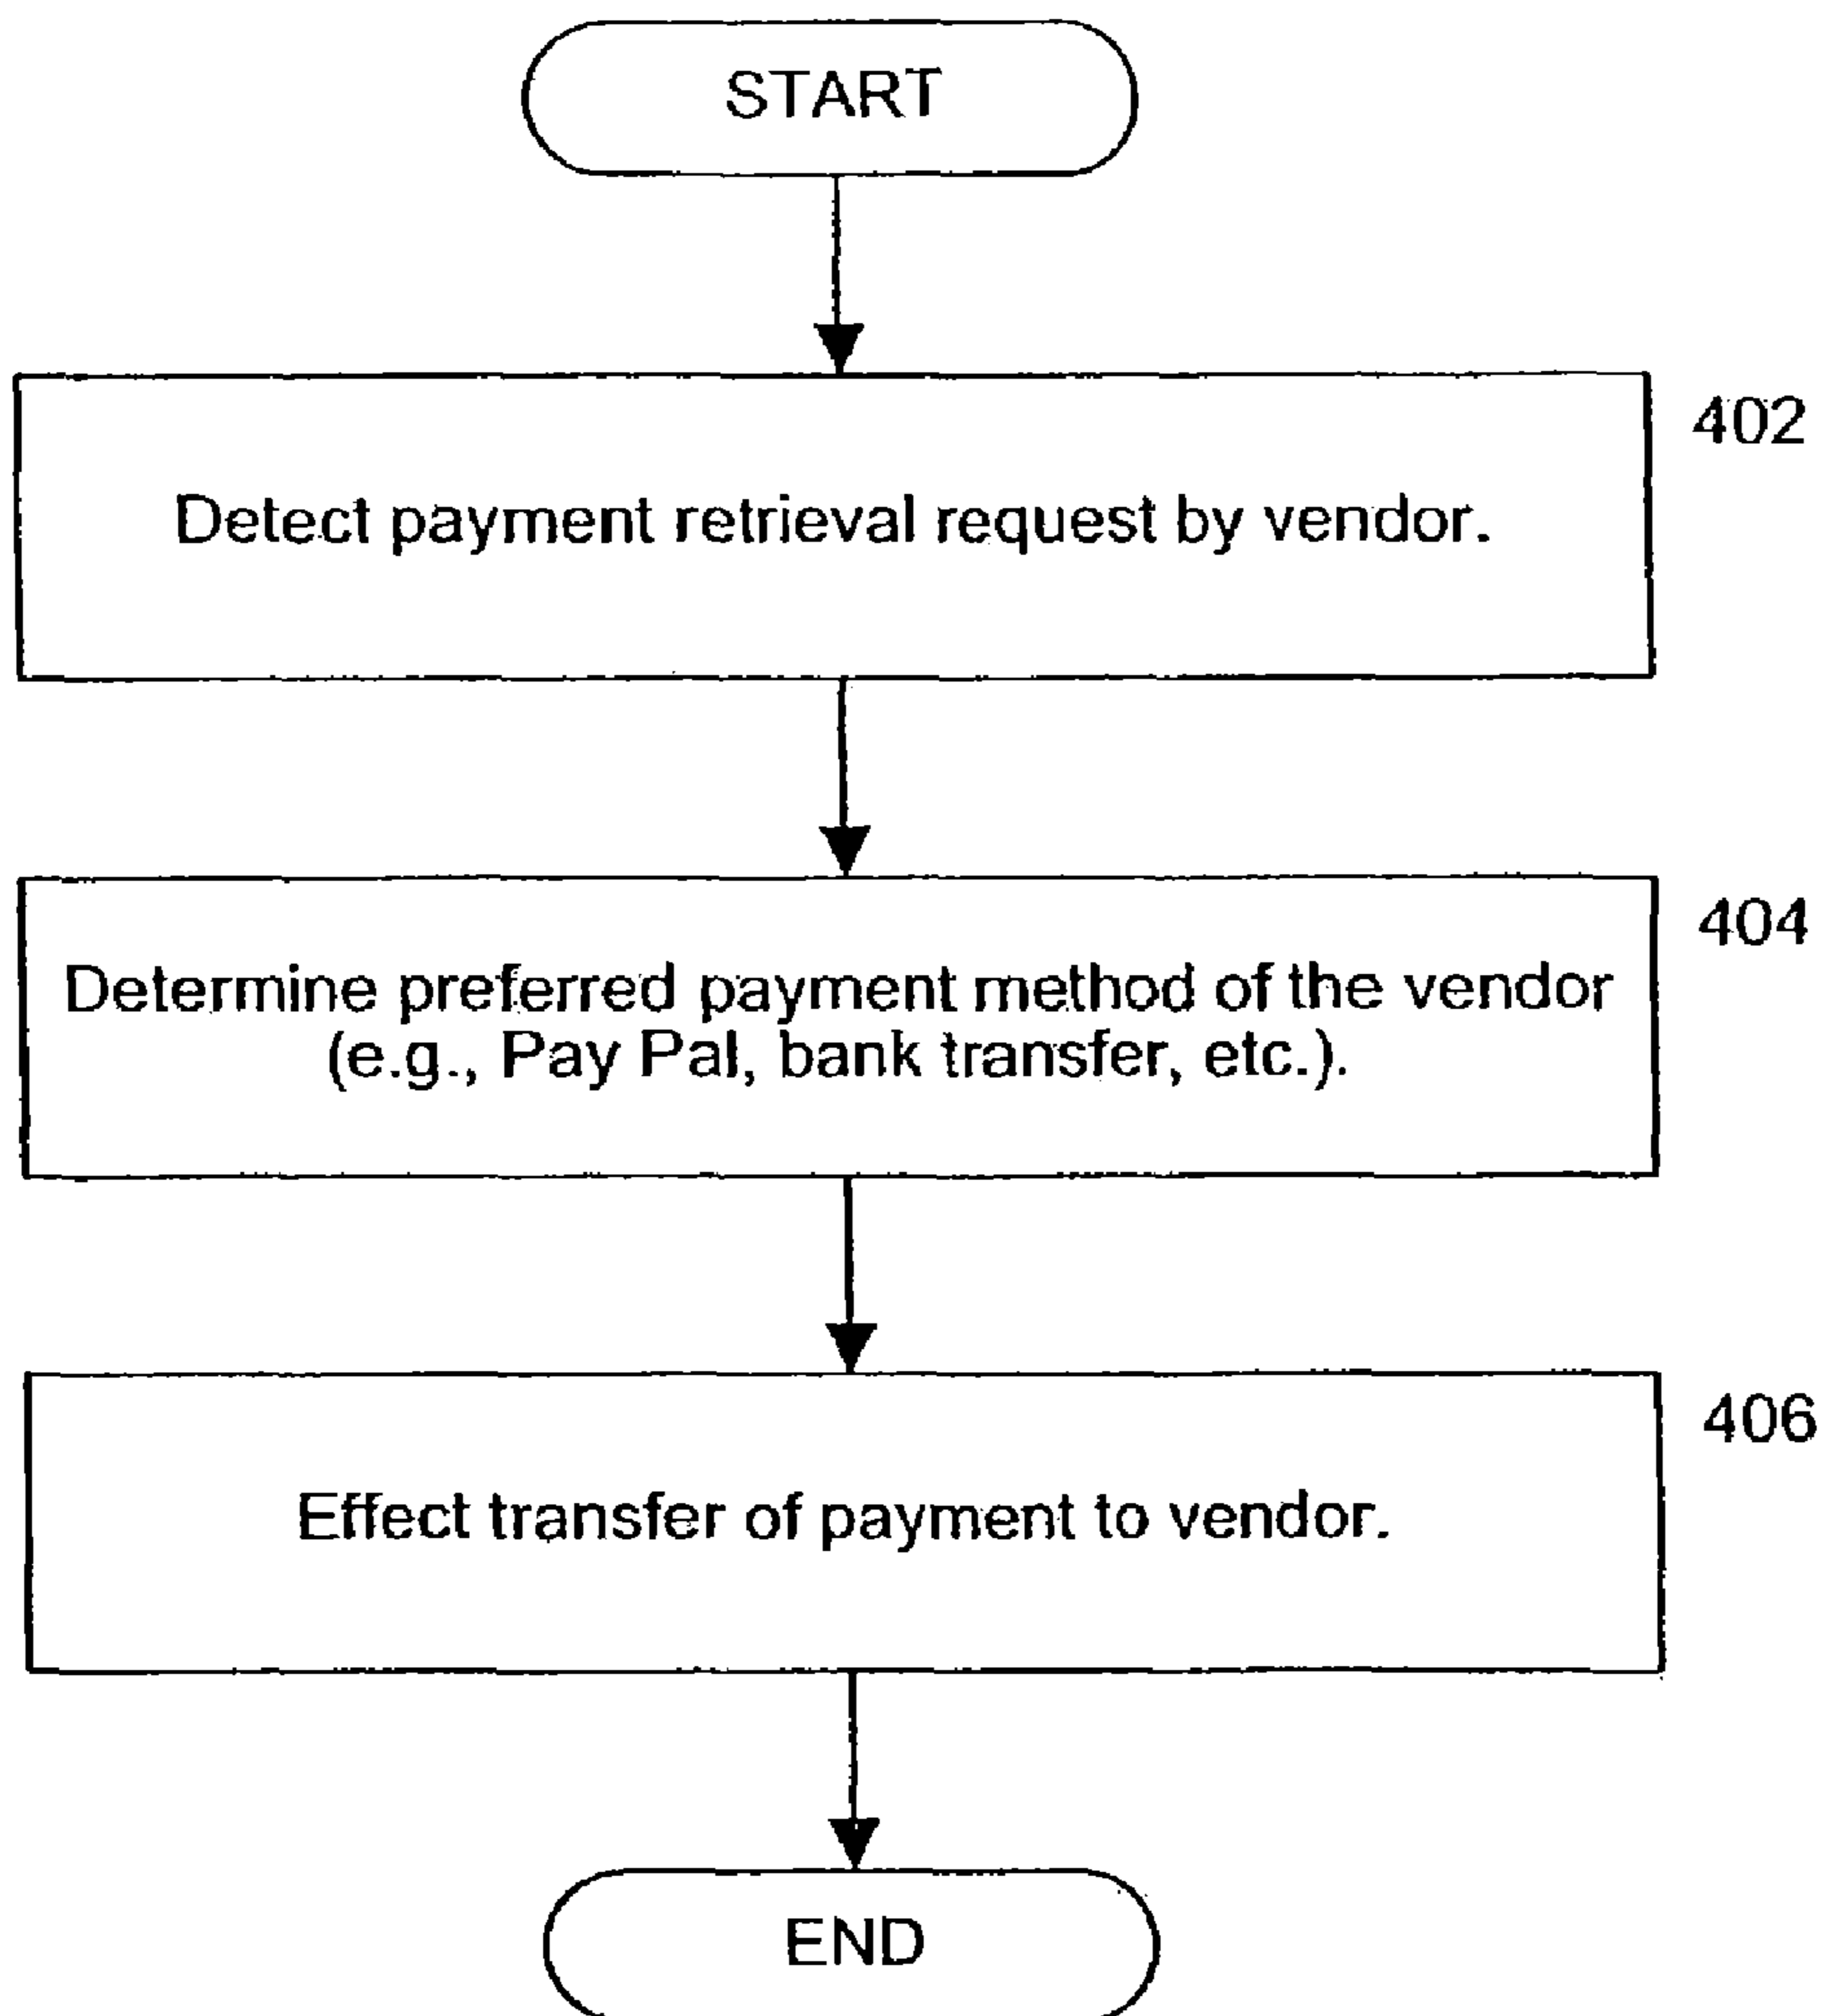 START
402
Detect payment retrieval request by vendor.
404
Determine preferred payment method of the vendor
(e.g., Pay Pal, bank transfer, etc.).
406
Effect transfer of payment to vendor.
END